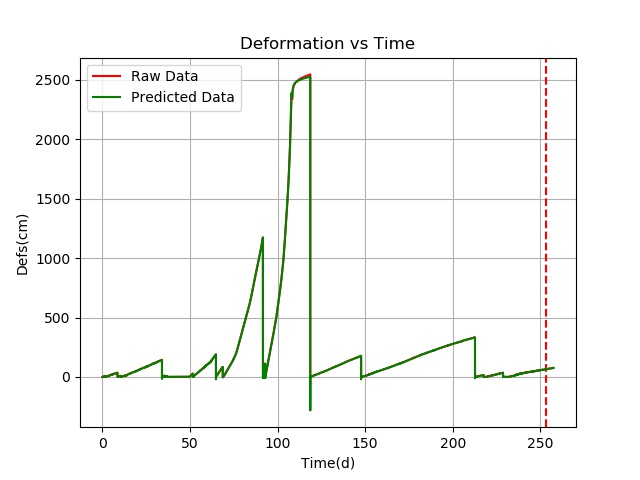 Deformation vs Time
Raw Data
Predicted Data
2500
2000
1500
1000
500
0
Defs(cm)
0 50 100 150 200 250
Time(d)